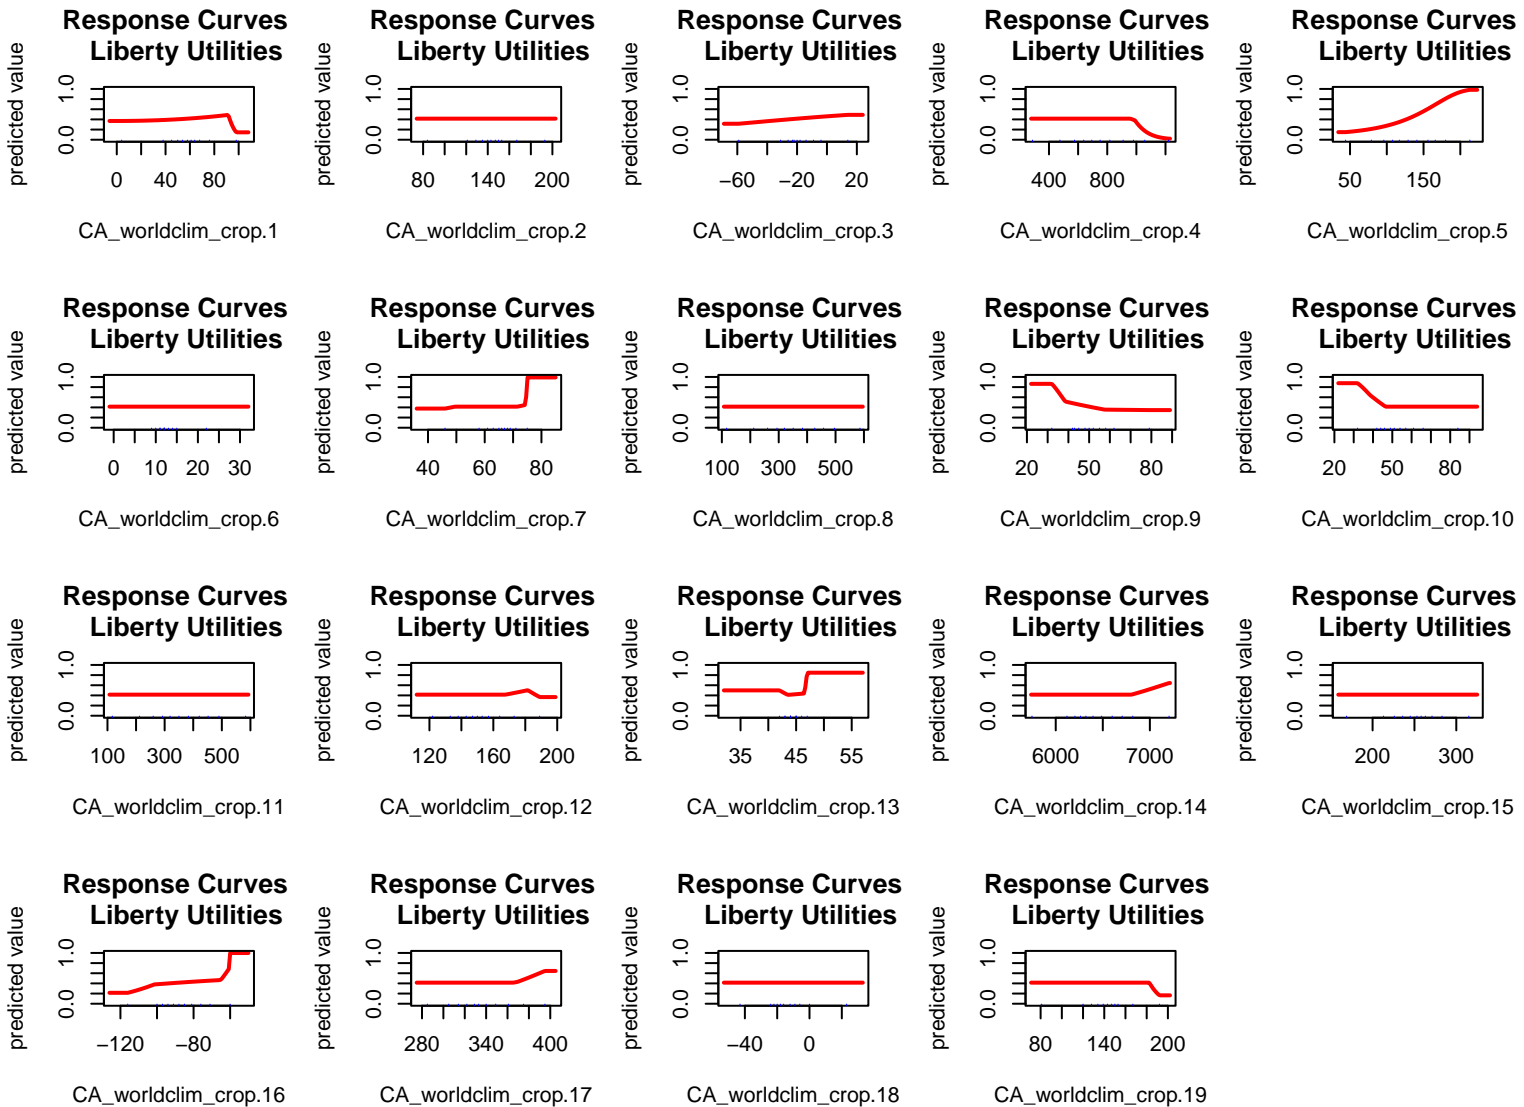 Response Curves
Liberty Utilities
predicted value
0.0 1.0
0 40 80
CA_worldclim_crop.1
Response Curves
Liberty Utilities
predicted value
0.0 1.0
80 140 200
CA_worldclim_crop.2
Response Curves
Liberty Utilities
predicted value
0.0 1.0
−60 −20 20
CA_worldclim_crop.3
Response Curves
Liberty Utilities
predicted value
0.0 1.0
400 800
CA_worldclim_crop.4
Response Curves
Liberty Utilities
predicted value
0.0 1.0
50 150
CA_worldclim_crop.5
Response Curves
Liberty Utilities
predicted value
0.0 1.0
0 10 20 30
CA_worldclim_crop.6
Response Curves
Liberty Utilities
predicted value
0.0 1.0
40 60 80
CA_worldclim_crop.7
Response Curves
Liberty Utilities
predicted value
0.0 1.0
100 300 500
CA_worldclim_crop.8
Response Curves
Liberty Utilities
predicted value
0.0 1.0
20 50 80
CA_worldclim_crop.9
Response Curves
Liberty Utilities
predicted value
0.0 1.0
20 50 80
CA_worldclim_crop.10
Response Curves
Liberty Utilities
predicted value
0.0 1.0
100 300 500
CA_worldclim_crop.11
Response Curves
Liberty Utilities
predicted value
0.0 1.0
120 160 200
CA_worldclim_crop.12
Response Curves
Liberty Utilities
predicted value
0.0 1.0
35 45 55
CA_worldclim_crop.13
Response Curves
Liberty Utilities
predicted value
0.0 1.0
6000 7000
CA_worldclim_crop.14
Response Curves
Liberty Utilities
predicted value
0.0 1.0
200 300
CA_worldclim_crop.15
Response Curves
Liberty Utilities
predicted value
0.0 1.0
−120 −80
CA_worldclim_crop.16
Response Curves
Liberty Utilities
predicted value
0.0 1.0
280 340 400
CA_worldclim_crop.17
Response Curves
Liberty Utilities
predicted value
0.0 1.0
−40 0
CA_worldclim_crop.18
Response Curves
Liberty Utilities
predicted value
0.0 1.0
80 140 200
CA_worldclim_crop.19